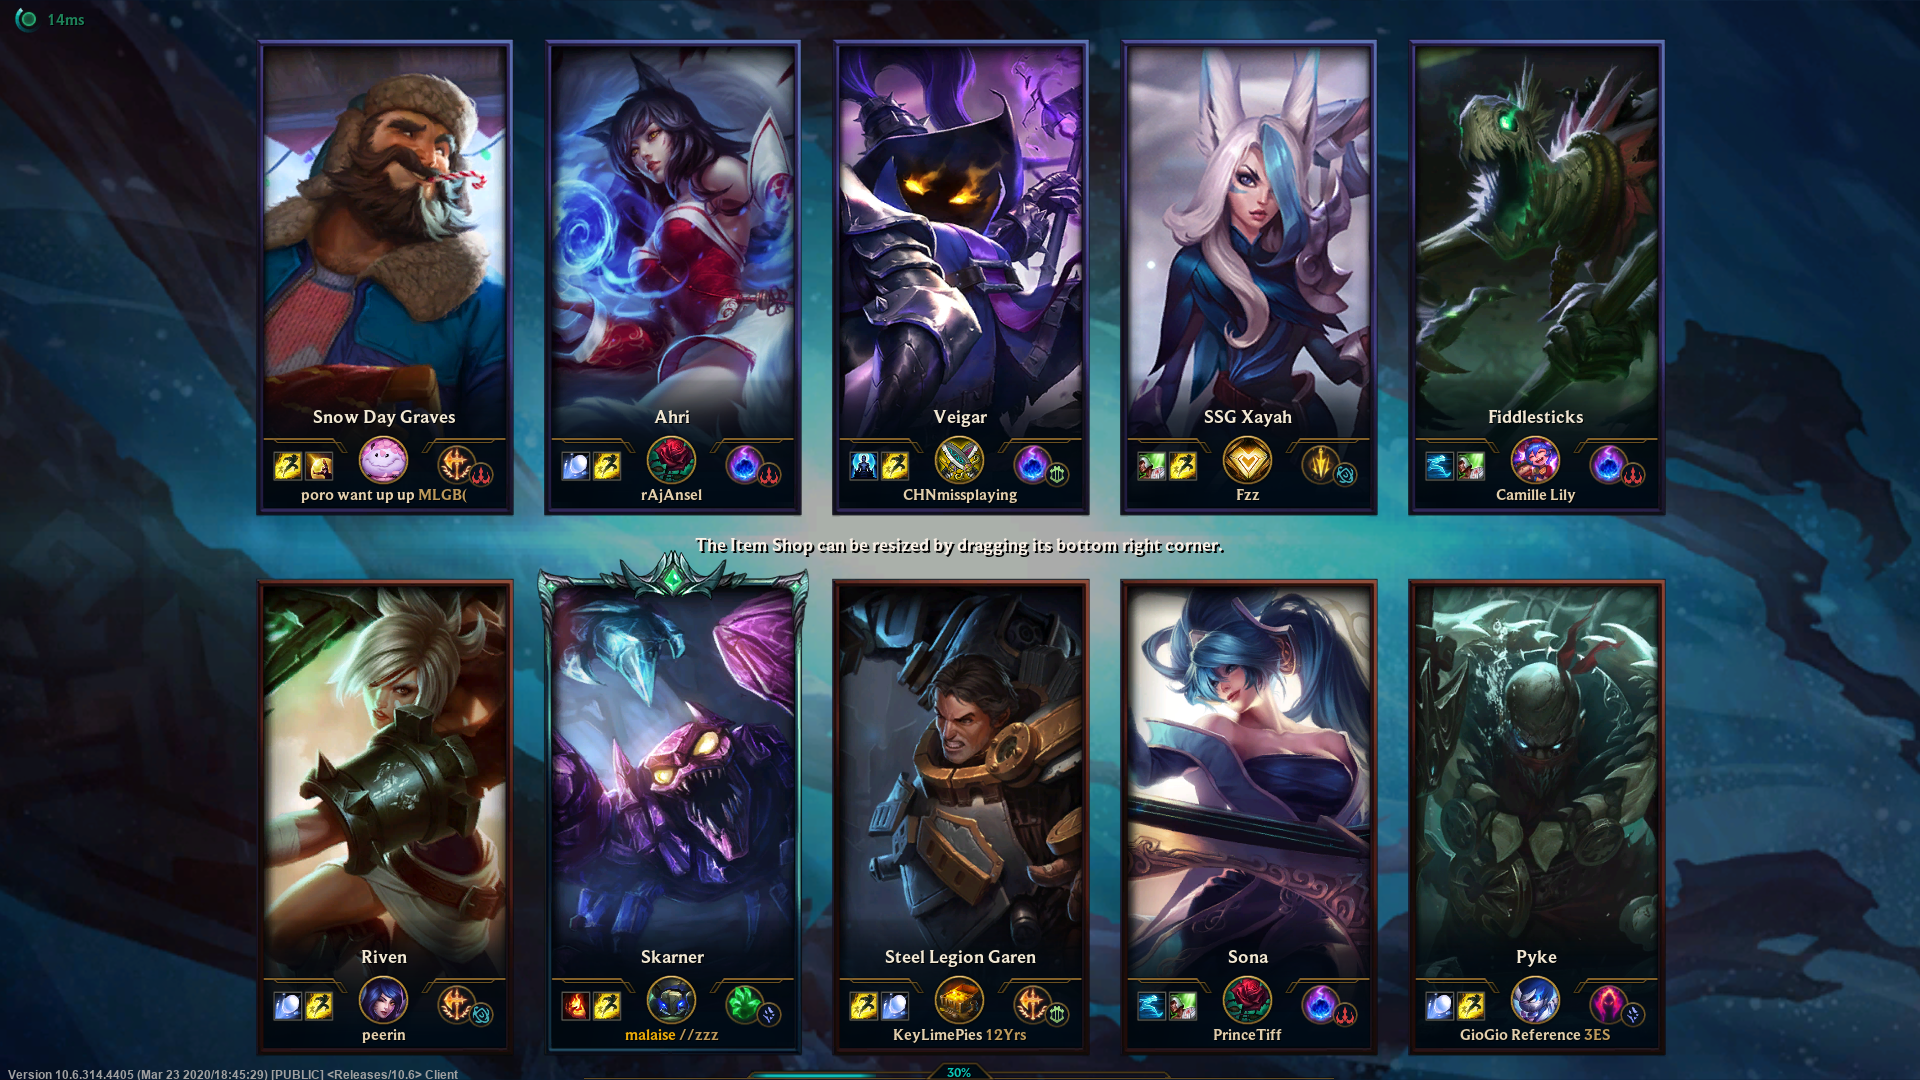 14ms
Snow Day Graves
poro want up up MLGB(
Ahri
rAjAnsel
Veigar
CHNmissplaying
SSG Xayah
Fzz
Fiddlesticks
Camille Lily
The Item Shop can be resized by dragging its bottom right corner.
Riven
peerin
Skarner
malaise //zzz
Steel Legion Garen
KeyLimePies 12Yrs
Sona
PrinceTiff
Pyke
GioGio Reference 3ES
Version 10.6.314.4405 (Mar 23 2020/18:45:29) [PUBLIC] <Releases/10.6> Client
30%